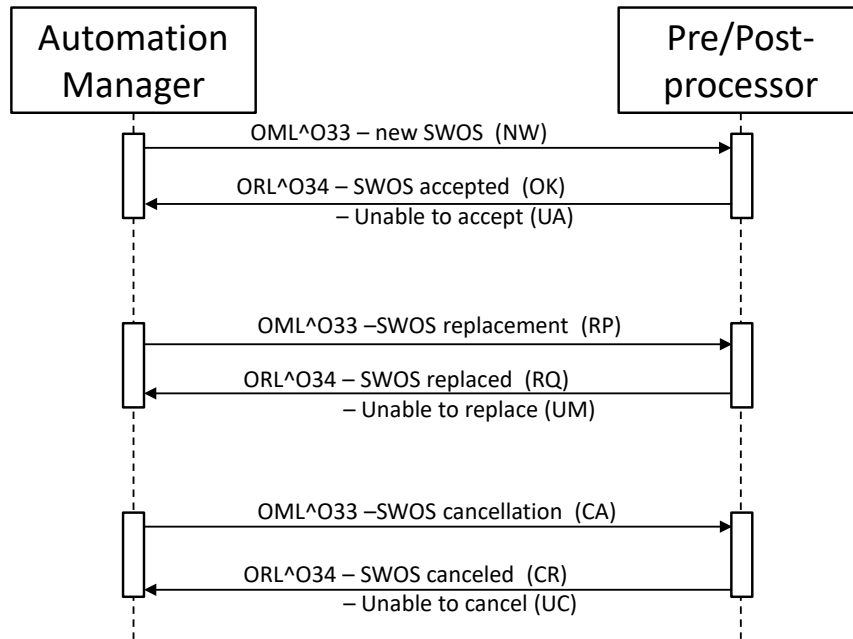 Automation
Manager
Pre/Post-
processor
OML^O33 – new SWOS  (NW)
ORL^O34 – SWOS accepted  (OK)
– Unable to accept (UA)
OML^O33 –SWOS replacement  (RP)
ORL^O34 – SWOS replaced  (RQ)
– Unable to replace (UM)
OML^O33 –SWOS cancellation  (CA)
ORL^O34 – SWOS canceled  (CR)
– Unable to cancel (UC)